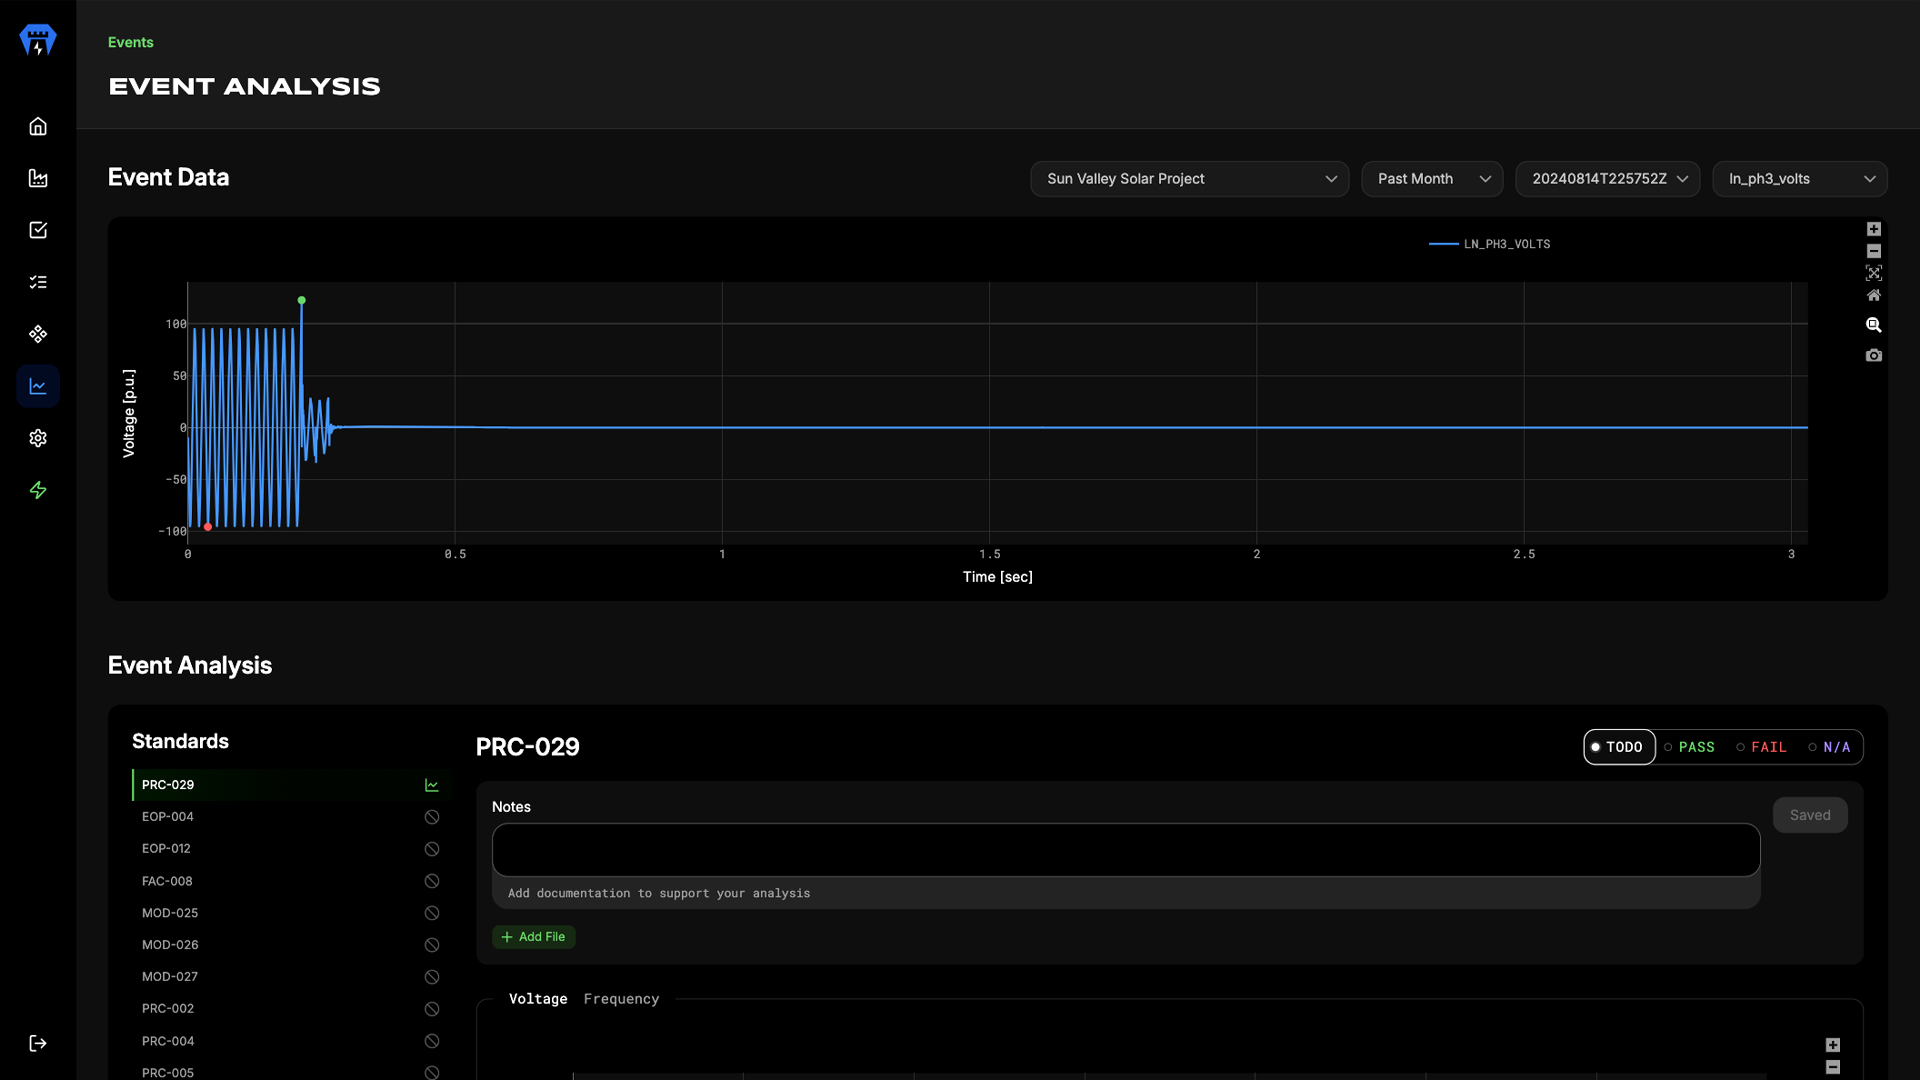 Events
EVENT ANALYSIS
Event Data
Sun Valley Solar Project
Past Month
20240814T225752Z
ln_ph3_volts
LN_PH3_VOLTS
Voltage [p.u.]
100
50
0
−50
−100
0
0.5
1
1.5
2
2.5
3
Time [sec]
Event Analysis
Standards
PRC-029
EOP-004
EOP-012
FAC-008
MOD-025
MOD-026
MOD-027
PRC-002
PRC-004
PRC-005
PRC-029
TODO
PASS
FAIL
N/A
Notes
Saved
Add documentation to support your analysis
Add File
Voltage
Frequency